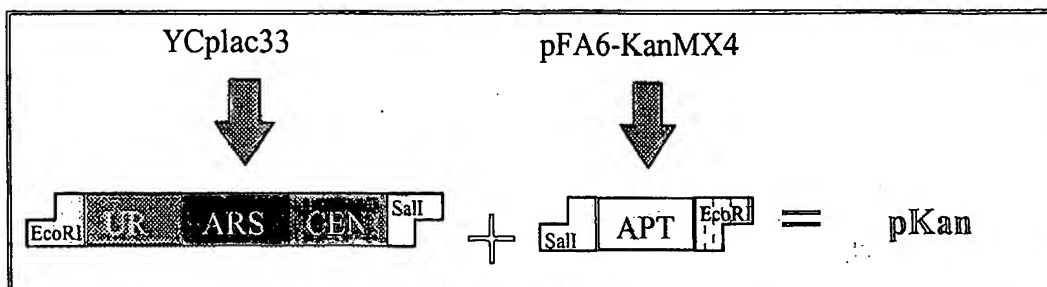 YCplac33 pFA6-KanMX4
EcoRI UR ARS CEN SalI + SalI APT EcoRI = pKan